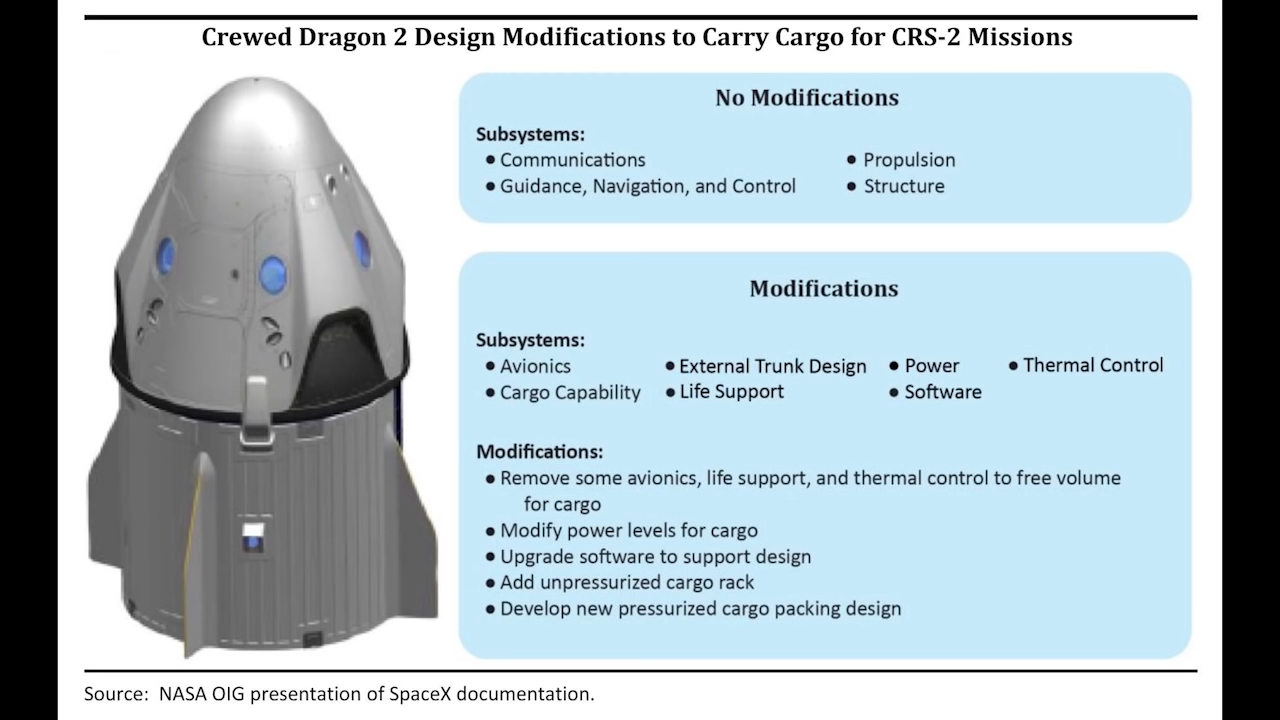 Crewed Dragon 2 Design Modifications to Carry Cargo for CRS-2 Missions
No Modifications
Subsystems:
● Communications
● Guidance, Navigation, and Control
● Propulsion
● Structure
Modifications
Subsystems:
● Avionics
● Cargo Capability
● External Trunk Design
● Life Support
● Power
● Software
● Thermal Control
Modifications:
● Remove some avionics, life support, and thermal control to free volume
for cargo
● Modify power levels for cargo
● Upgrade software to support design
● Add unpressurized cargo rack
● Develop new pressurized cargo packing design
Source: NASA OIG presentation of SpaceX documentation.